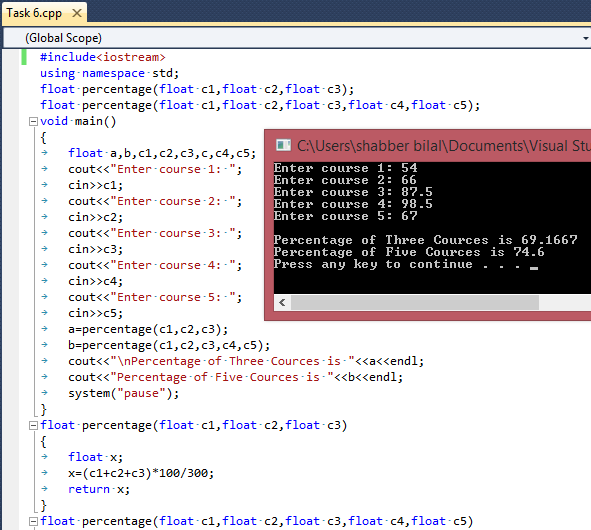 Task 6.cpp
(Global Scope)
#include<iostream>
using namespace std;
float percentage(float c1,float c2,float c3);
float percentage(float c1,float c2,float c3,float c4,float c5);
void main()
{
float a,b,c1,c2,c3,c,c4,c5;
cout<<"Enter course 1: ";
cin>>c1;
cout<<"Enter course 2: ";
cin>>c2;
cout<<"Enter course 3: ";
cin>>c3;
cout<<"Enter course 4: ";
cin>>c4;
cout<<"Enter course 5: ";
cin>>c5;
a=percentage(c1,c2,c3);
b=percentage(c1,c2,c3,c4,c5);
cout<<"\nPercentage of Three Cources is "<<a<<endl;
cout<<"Percentage of Five Cources is "<<b<<endl;
system("pause");
}
float percentage(float c1,float c2,float c3)
{
float x;
x=(c1+c2+c3)*100/300;
return x;
}
float percentage(float c1,float c2,float c3,float c4,float c5)
C:\Users\shabber bilal\Documents\Visual Stu
Enter course 1: 54
Enter course 2: 66
Enter course 3: 87.5
Enter course 4: 98.5
Enter course 5: 67
Percentage of Three Cources is 69.1667
Percentage of Five Cources is 74.6
Press any key to continue . . . _